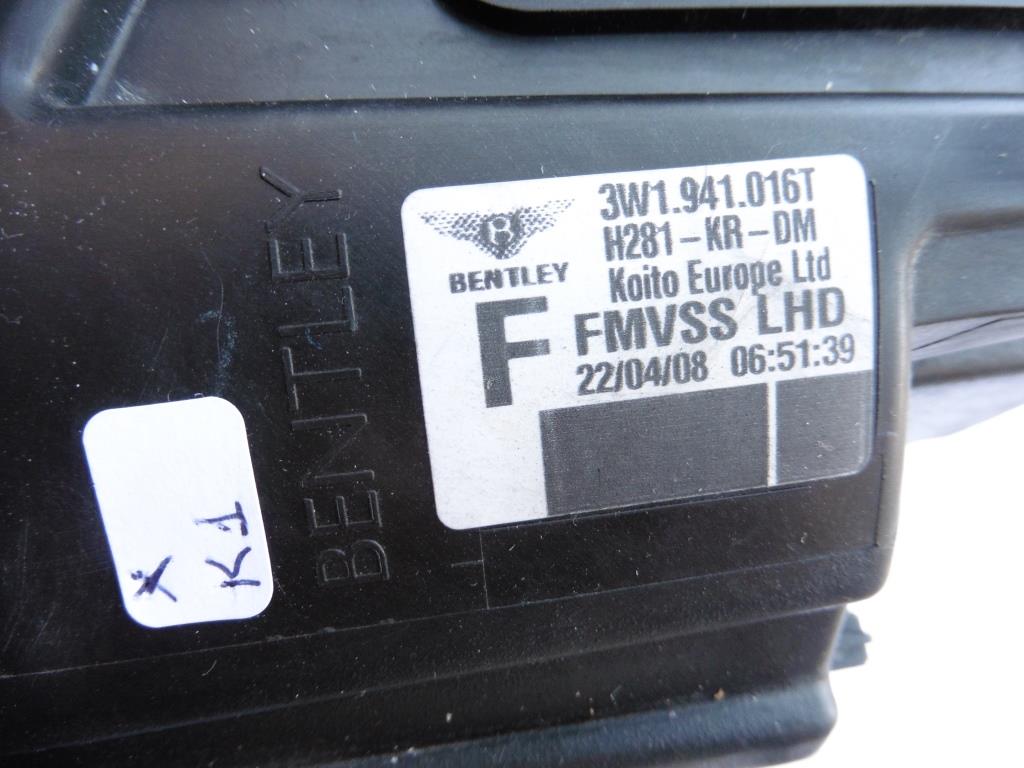 3W1.941.016T
H281-KR-DM
Koito Europe Ltd
BENTLEY
F
FMVSS LHD
22/04/08 06:51:39
BENTLEY
X
K1